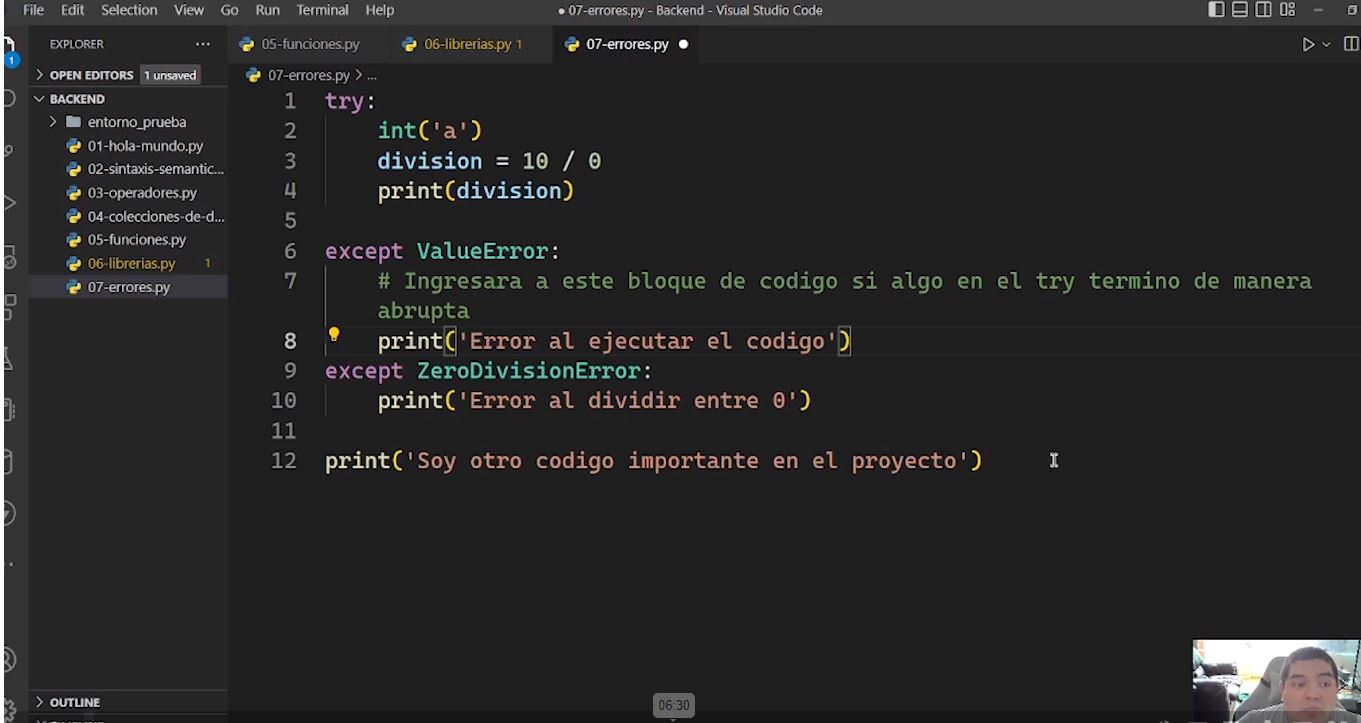 File Edit Selection View Go Run Terminal Help
● 07-errores.py - Backend - Visual Studio Code
EXPLORER ...
05-funciones.py
06-librerias.py 1
07-errores.py ●
1
OPEN EDITORS 1 unsaved
07-errores.py > ...
BACKEND
entorno_prueba
01-hola-mundo.py
02-sintaxis-semantic...
03-operadores.py
04-colecciones-de-d...
05-funciones.py
06-librerias.py 1
07-errores.py
1 try:
2 int('a')
3 division = 10 / 0
4 print(division)
5
6 except ValueError:
7 # Ingresara a este bloque de codigo si algo en el try termino de manera
abrupta
8 print('Error al ejecutar el codigo')
9 except ZeroDivisionError:
10 print('Error al dividir entre 0')
11
12 print('Soy otro codigo importante en el proyecto')
OUTLINE
06:30